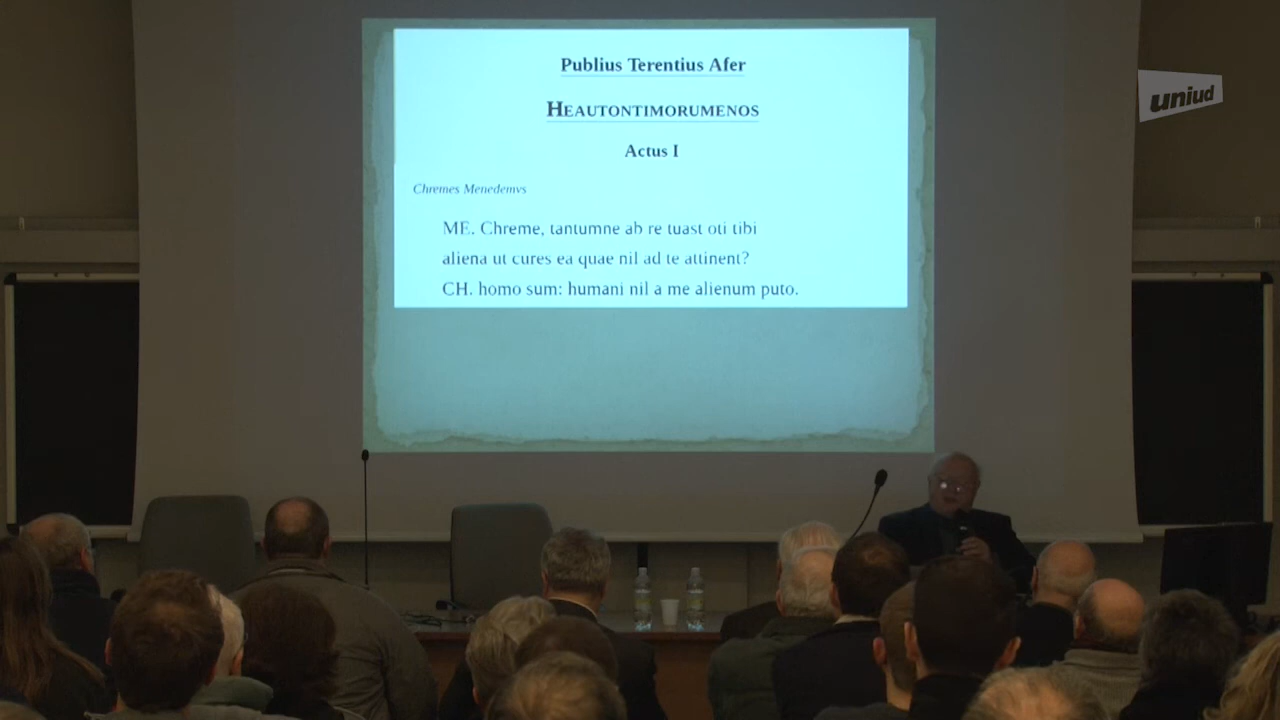 Publius Terentius Afer
HEAUTONTIMORUMENOS
Actus I
Chremes Menedemvs
ME. Chreme, tantumne ab re tuast oti tibi
aliena ut cures ea quae nil ad te attinent?
CH. homo sum: humani nil a me alienum puto.
uniud